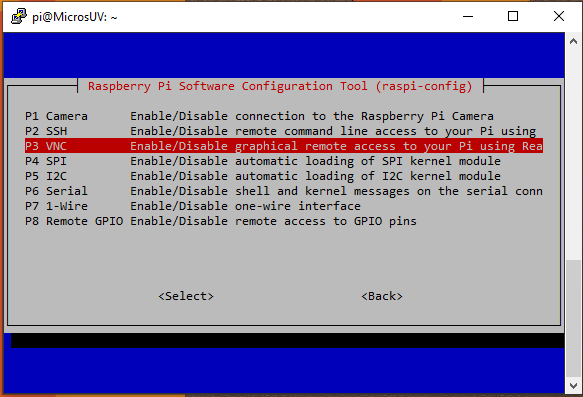 pi@MicrosUV: ~
Raspberry Pi Software Configuration Tool (raspi-config)
P1 Camera Enable/Disable connection to the Raspberry Pi Camera
P2 SSH Enable/Disable remote command line access to your Pi using
P3 VNC Enable/Disable graphical remote access to your Pi using Rea
P4 SPI Enable/Disable automatic loading of SPI kernel module
P5 I2C Enable/Disable automatic loading of I2C kernel module
P6 Serial Enable/Disable shell and kernel messages on the serial conn
P7 1-Wire Enable/Disable one-wire interface
P8 Remote GPIO Enable/Disable remote access to GPIO pins
<Select> <Back>